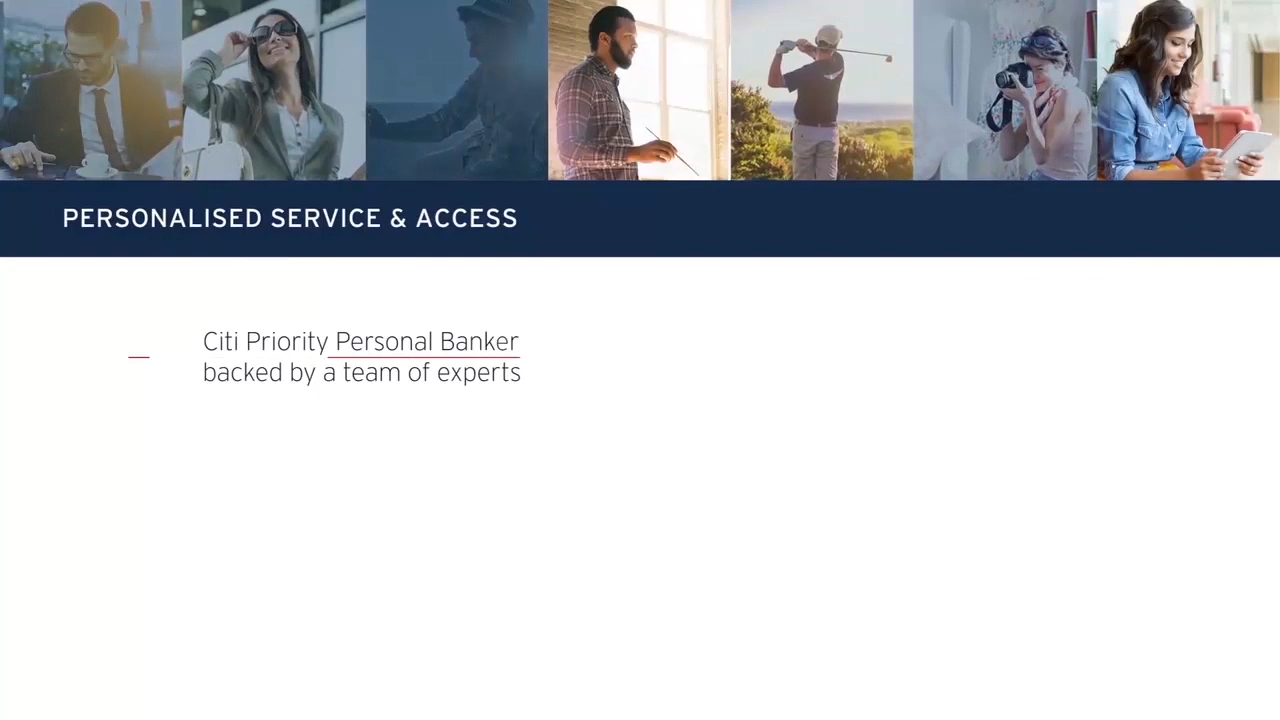 PERSONALISED SERVICE & ACCESS
Citi Priority Personal Banker
backed by a team of experts